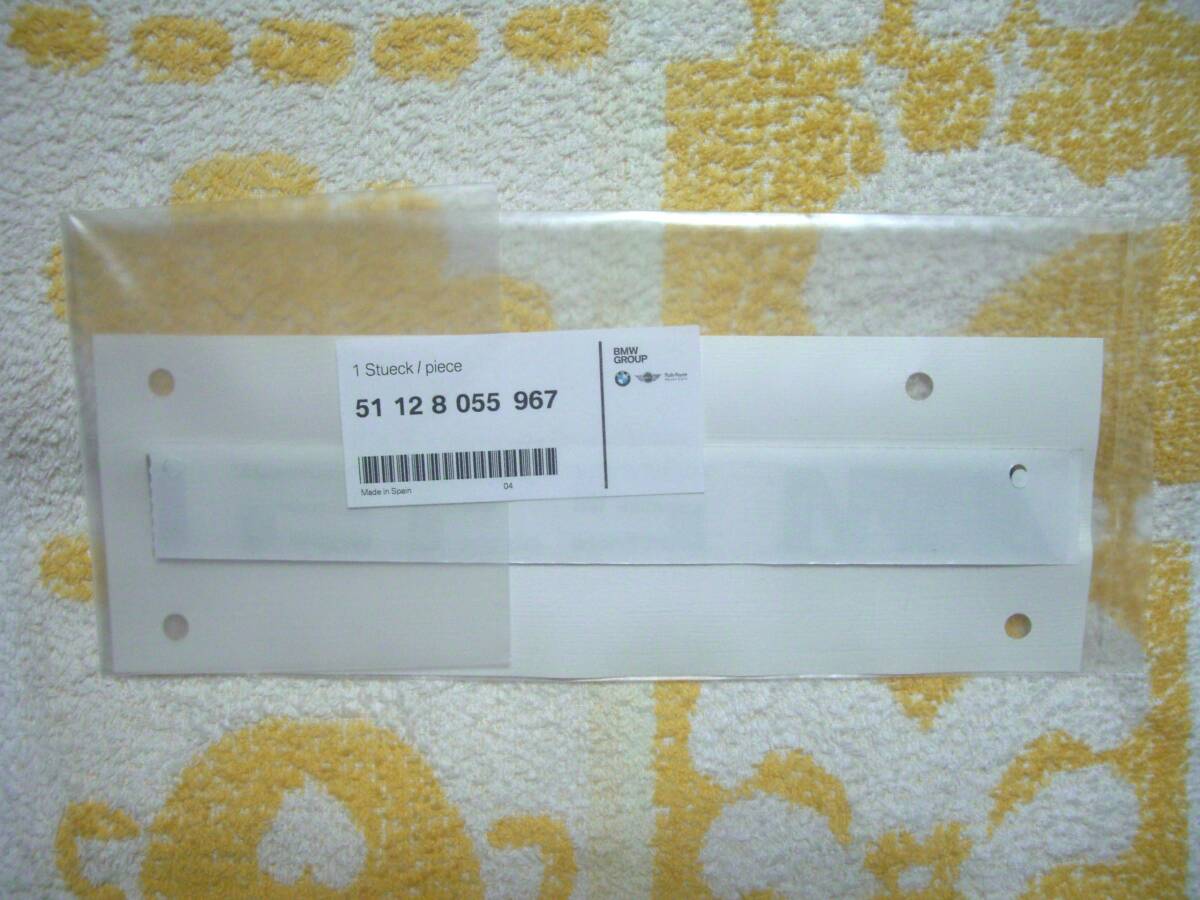 1 Stueck / piece
51 12 8 055 967
Made in Spain
04
BMW
GROUP